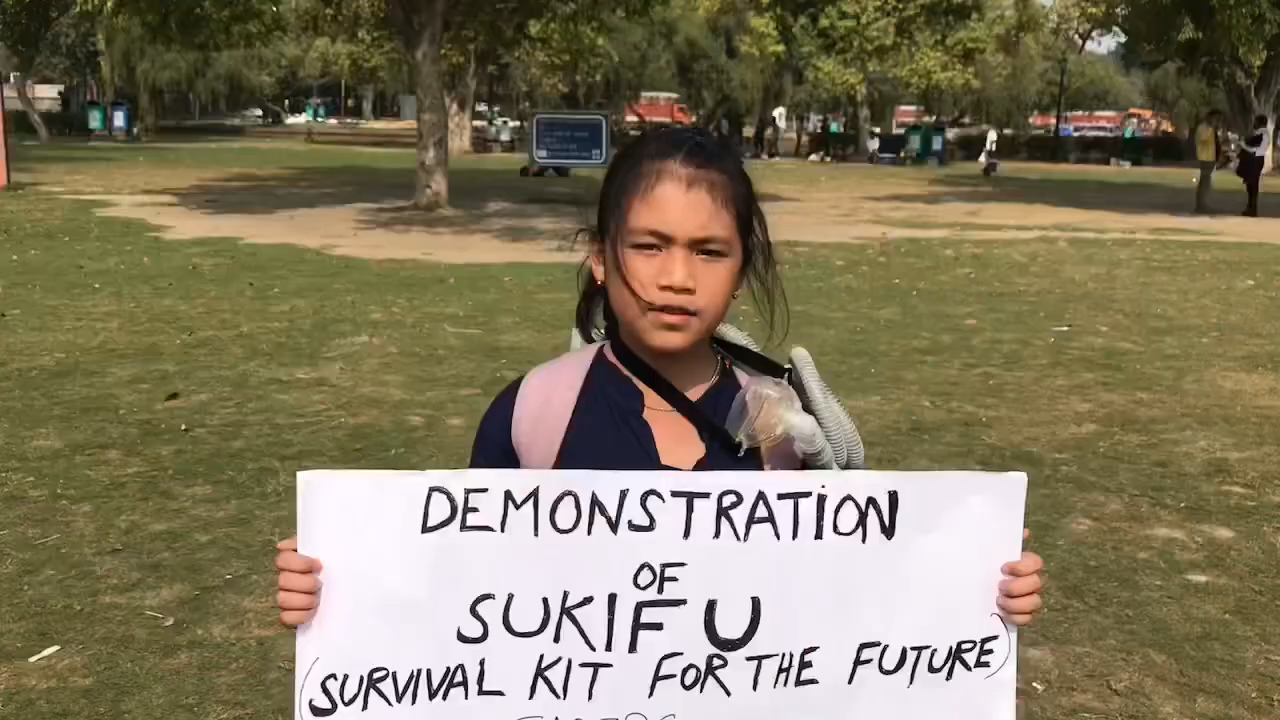 DEMONSTRATION
OF
SUKIFU
(SURVIVAL KIT FOR THE FUTURE)